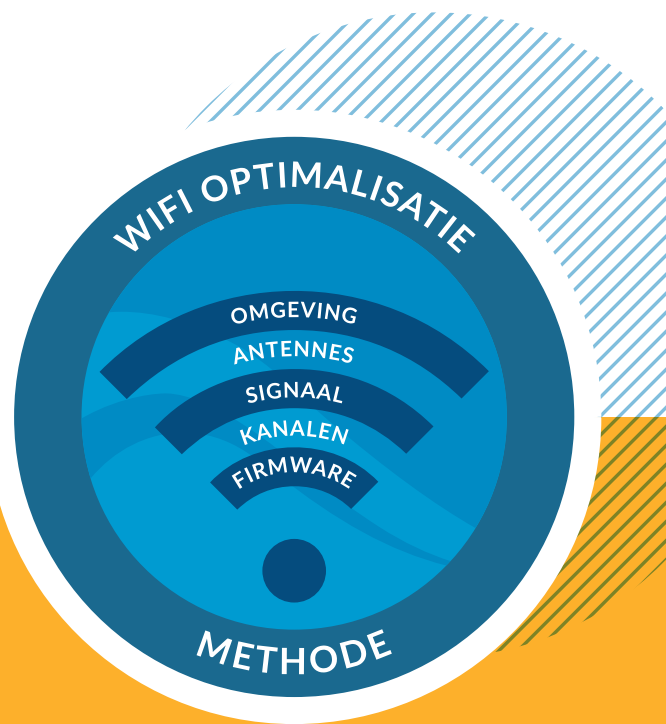 WIFI OPTIMALISATIE
OMGEVING
ANTENNES
SIGNAAL
KANALEN
FIRMWARE
METHODE